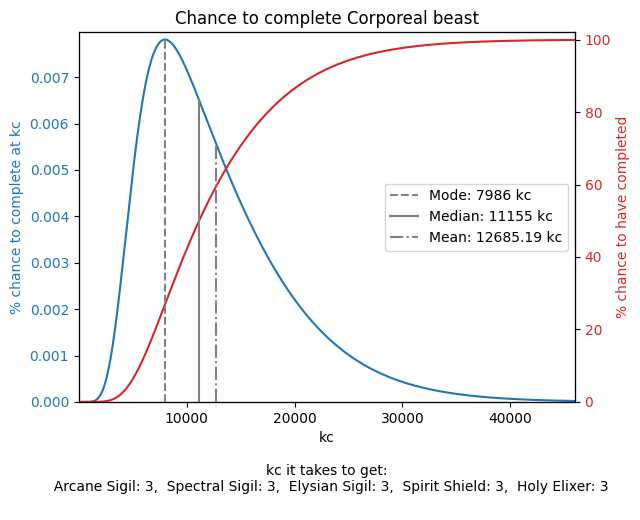 Chance to complete Corporeal beast
% chance to complete at kc
0.007
0.006
0.005
0.004
0.003
0.002
0.001
0.000
100
80
60
40
20
0
% chance to have completed
Mode: 7986 kc
Median: 11155 kc
Mean: 12685.19 kc
10000 20000 30000 40000
kc
kc it takes to get:
Arcane Sigil: 3, Spectral Sigil: 3, Elysian Sigil: 3, Spirit Shield: 3, Holy Elixer: 3